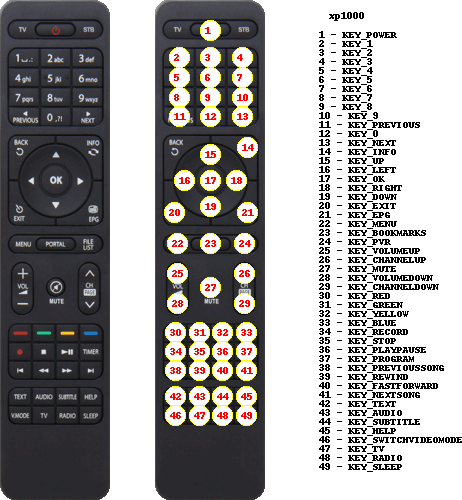 xp1000
TV STB
1 ⌴.: 2 abc 3 def
4 ghi 5 jkl 6 mno
7 pqrs 8 tuv 9 wxyz
PREVIOUS 0 .?! NEXT
BACK INFO
OK
EXIT EPG
MENU PORTAL FILE LIST
VOL MUTE CH PAGE
TIMER
TEXT AUDIO SUBTITLE HELP
V.MODE TV RADIO SLEEP
TV 1 STB
2 3 4
5 6 7
8 9 10
11 12 13
BACK 14
15
16 17 18
19
20 21
22 23 24
25 26
VOL 27 CH
MUTE
28 29
30 31 32 33
34 35 36 37
38 39 40 41
42 43 44 45
46 47 48 49
1 - KEY_POWER
2 - KEY_1
3 - KEY_2
4 - KEY_3
5 - KEY_4
6 - KEY_5
7 - KEY_6
8 - KEY_7
9 - KEY_8
10 - KEY_9
11 - KEY_PREVIOUS
12 - KEY_0
13 - KEY_NEXT
14 - KEY_INFO
15 - KEY_UP
16 - KEY_LEFT
17 - KEY_OK
18 - KEY_RIGHT
19 - KEY_DOWN
20 - KEY_EXIT
21 - KEY_EPG
22 - KEY_MENU
23 - KEY_BOOKMARKS
24 - KEY_PVR
25 - KEY_VOLUMEUP
26 - KEY_CHANNELUP
27 - KEY_MUTE
28 - KEY_VOLUMEDOWN
29 - KEY_CHANNELDOWN
30 - KEY_RED
31 - KEY_GREEN
32 - KEY_YELLOW
33 - KEY_BLUE
34 - KEY_RECORD
35 - KEY_STOP
36 - KEY_PLAYPAUSE
37 - KEY_PROGRAM
38 - KEY_PREVIOUSSONG
39 - KEY_REWIND
40 - KEY_FASTFORWARD
41 - KEY_NEXTSONG
42 - KEY_TEXT
43 - KEY_AUDIO
44 - KEY_SUBTITLE
45 - KEY_HELP
46 - KEY_SWITCHVIDEOMODE
47 - KEY_TV
48 - KEY_RADIO
49 - KEY_SLEEP